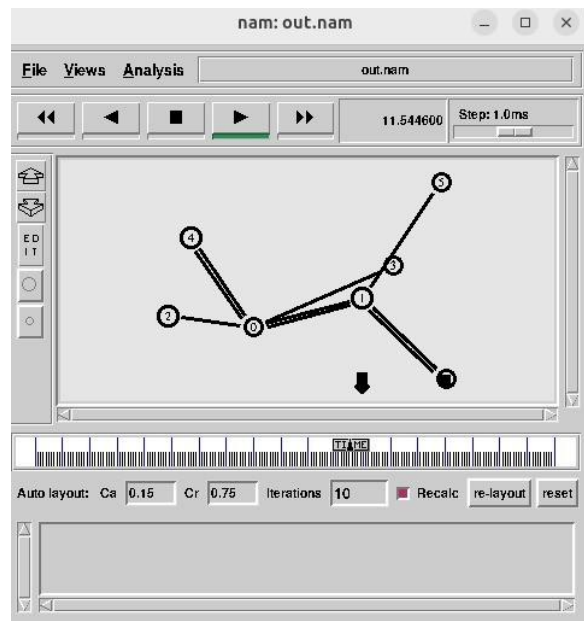 nam: out.nam
File Views Analysis out.nam
11.544600 Step: 1.0ms
ED
IT
5
4
3
1
2
0
TIME
Auto layout: Ca 0.15 Cr 0.75 Iterations 10 Recalc re-layout reset